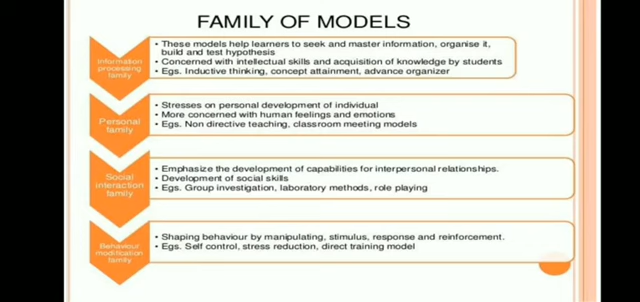 FAMILY OF MODELS
Information
processing
family
• These models help learners to seek and master information, organise it,
build and test hypothesis
• Concerned with intellectual skills and acquisition of knowledge by students
• Egs. Inductive thinking, concept attainment, advance organizer
Personal
family
• Stresses on personal development of individual
• More concerned with human feelings and emotions
• Egs. Non directive teaching, classroom meeting models
Social
interaction
family
• Emphasize the development of capabilities for interpersonal relationships.
• Development of social skills
• Egs. Group investigation, laboratory methods, role playing
Behaviour
modification
family
• Shaping behaviour by manipulating, stimulus, response and reinforcement.
• Egs. Self control, stress reduction, direct training model